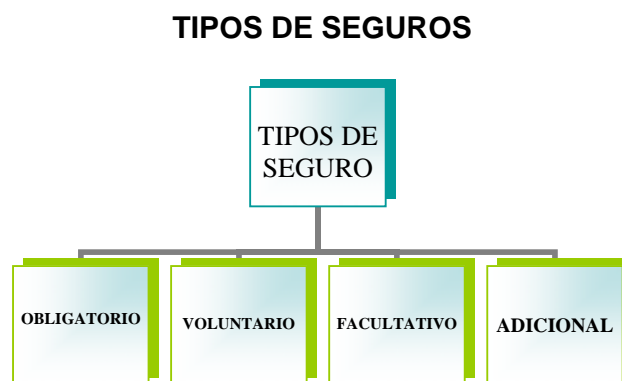 TIPOS DE SEGUROS
TIPOS DE
SEGURO
OBLIGATORIO
VOLUNTARIO
FACULTATIVO
ADICIONAL